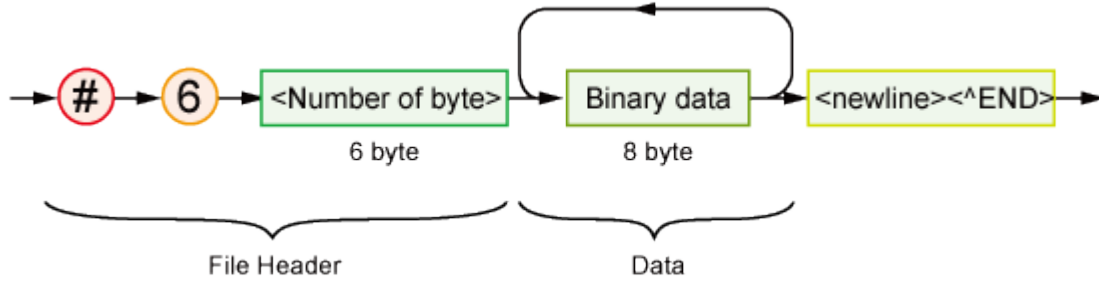 # 6 <Number of byte> Binary data <newline><^END>
6 byte 8 byte
File Header Data